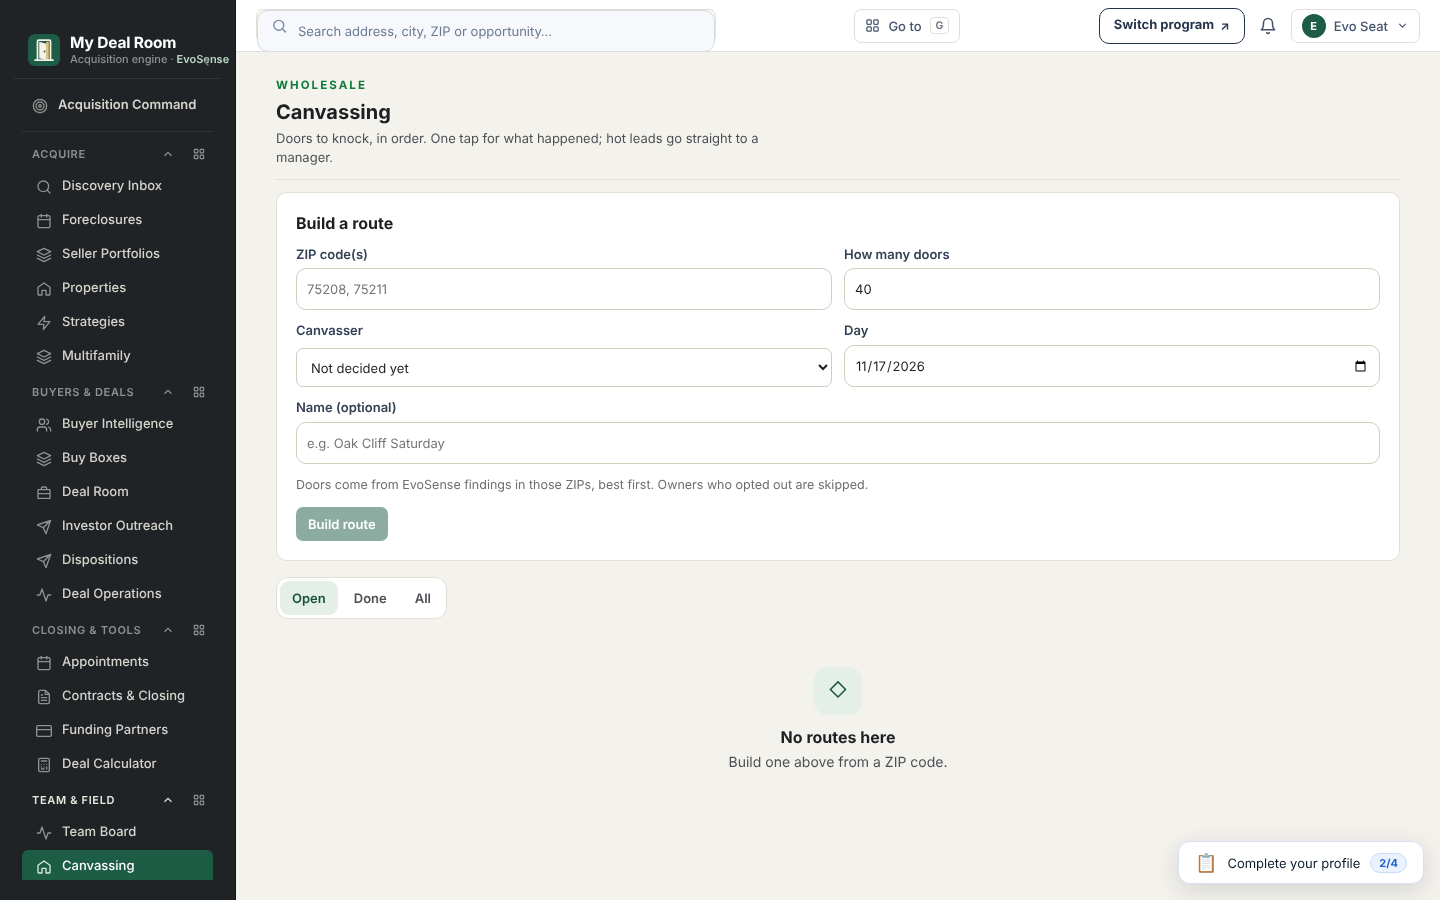 My Deal Room
Acquisition engine · EvoSense
Acquisition Command
ACQUIRE
Discovery Inbox
Foreclosures
Seller Portfolios
Properties
Strategies
Multifamily
BUYERS & DEALS
Buyer Intelligence
Buy Boxes
Deal Room
Investor Outreach
Dispositions
Deal Operations
CLOSING & TOOLS
Appointments
Contracts & Closing
Funding Partners
Deal Calculator
TEAM & FIELD
Team Board
Canvassing
Search address, city, ZIP or opportunity...
Go to G
Switch program
E Evo Seat
WHOLESALE
Canvassing
Doors to knock, in order. One tap for what happened; hot leads go straight to a
manager.
Build a route
ZIP code(s)
75208, 75211
How many doors
40
Canvasser
Not decided yet
Day
11/17/2026
Name (optional)
e.g. Oak Cliff Saturday
Doors come from EvoSense findings in those ZIPs, best first. Owners who opted out are skipped.
Build route
Open Done All
No routes here
Build one above from a ZIP code.
Complete your profile 2/4